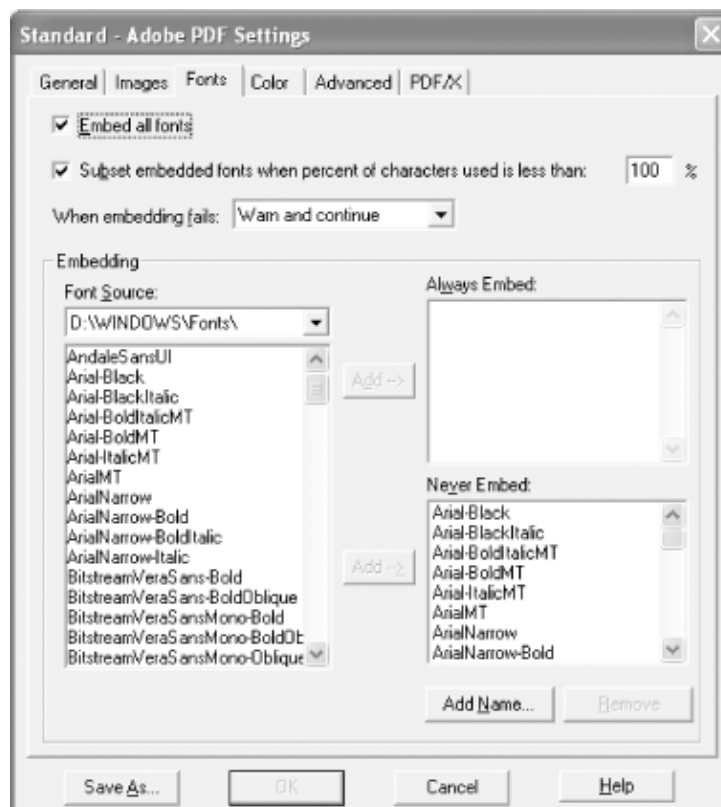 Standard - Adobe PDF Settings
General Images Fonts Color Advanced PDF/X
Embed all fonts
Subset embedded fonts when percent of characters used is less than: 100 %
When embedding fails: Warn and continue
Embedding
Font Source:
D:\WINDOWS\Fonts\
AndaleSansUI
Arial-Black
Arial-BlackItalic
Arial-BoldItalicMT
Arial-BoldMT
Arial-ItalicMT
ArialMT
ArialNarrow
ArialNarrow-Bold
ArialNarrow-BoldItalic
ArialNarrow-Italic
BitstreamVeraSans-Bold
BitstreamVeraSans-BoldOblique
BitstreamVeraSansMono-Bold
BitstreamVeraSansMono-BoldOb
BitstreamVeraSansMono-Oblique
Add -->
Add -->
Always Embed:
Never Embed:
Arial-Black
Arial-BlackItalic
Arial-BoldItalicMT
Arial-BoldMT
Arial-ItalicMT
ArialMT
ArialNarrow
ArialNarrow-Bold
Add Name... Remove
Save As... OK Cancel Help